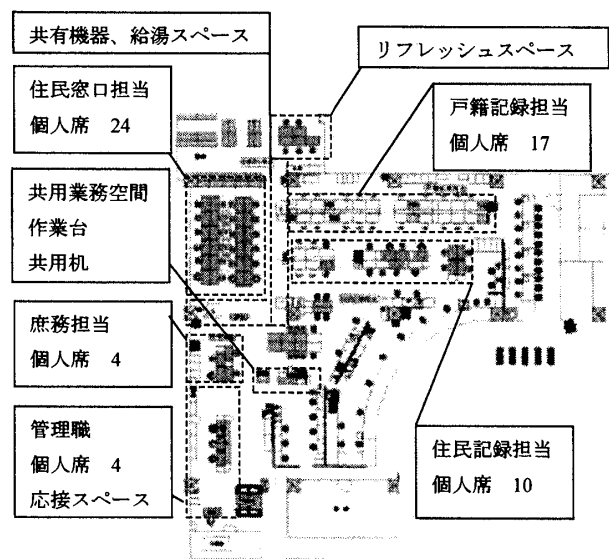 共有機器、給湯スペース
リフレッシュスペース
住民窓口担当
個人席 24
戸籍記録担当
個人席 17
共用業務空間
作業台
共用机
庶務担当
個人席 4
管理職
個人席 4
応接スペース
住民記録担当
個人席 10